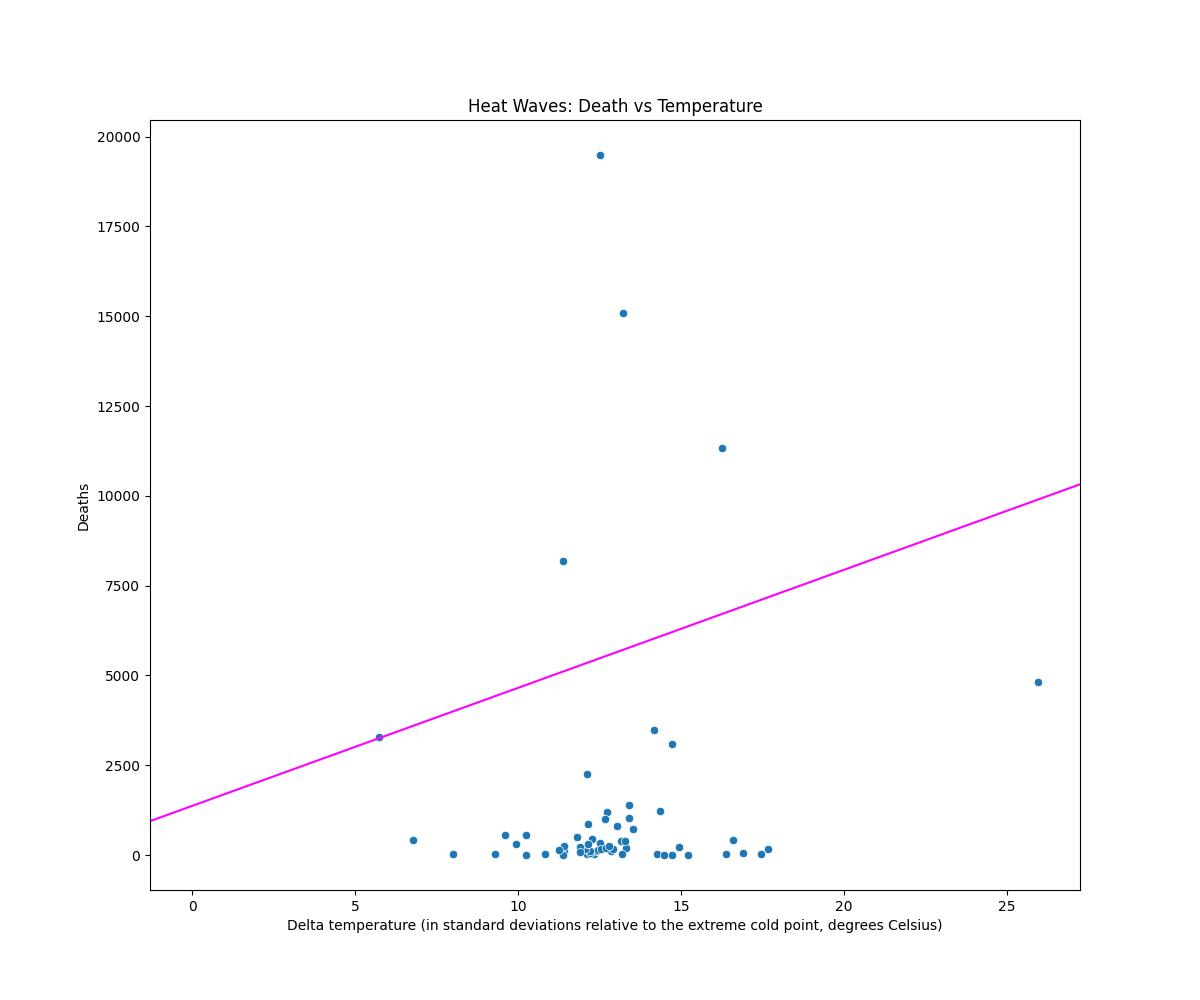 Heat Waves: Death vs Temperature
20000
17500
15000
12500
10000
7500
5000
2500
0
Deaths
0 5 10 15 20 25
Delta temperature (in standard deviations relative to the extreme cold point, degrees Celsius)